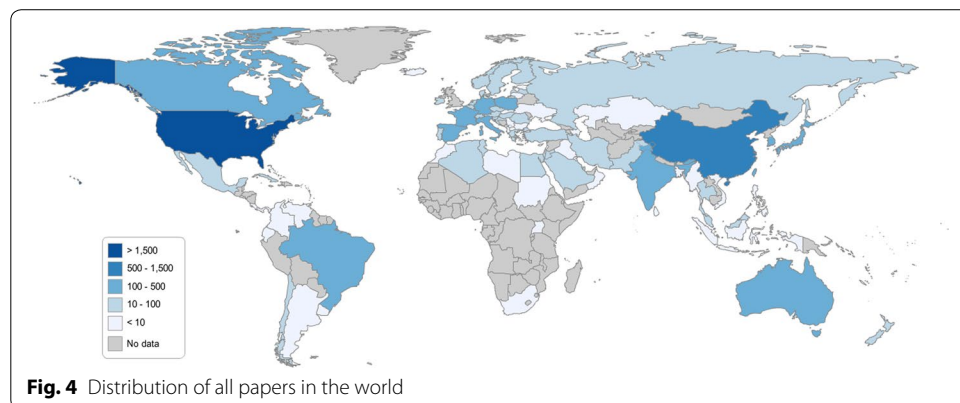 > 1,500
500 - 1,500
100 - 500
10 - 100
< 10
No data
Fig. 4 Distribution of all papers in the world